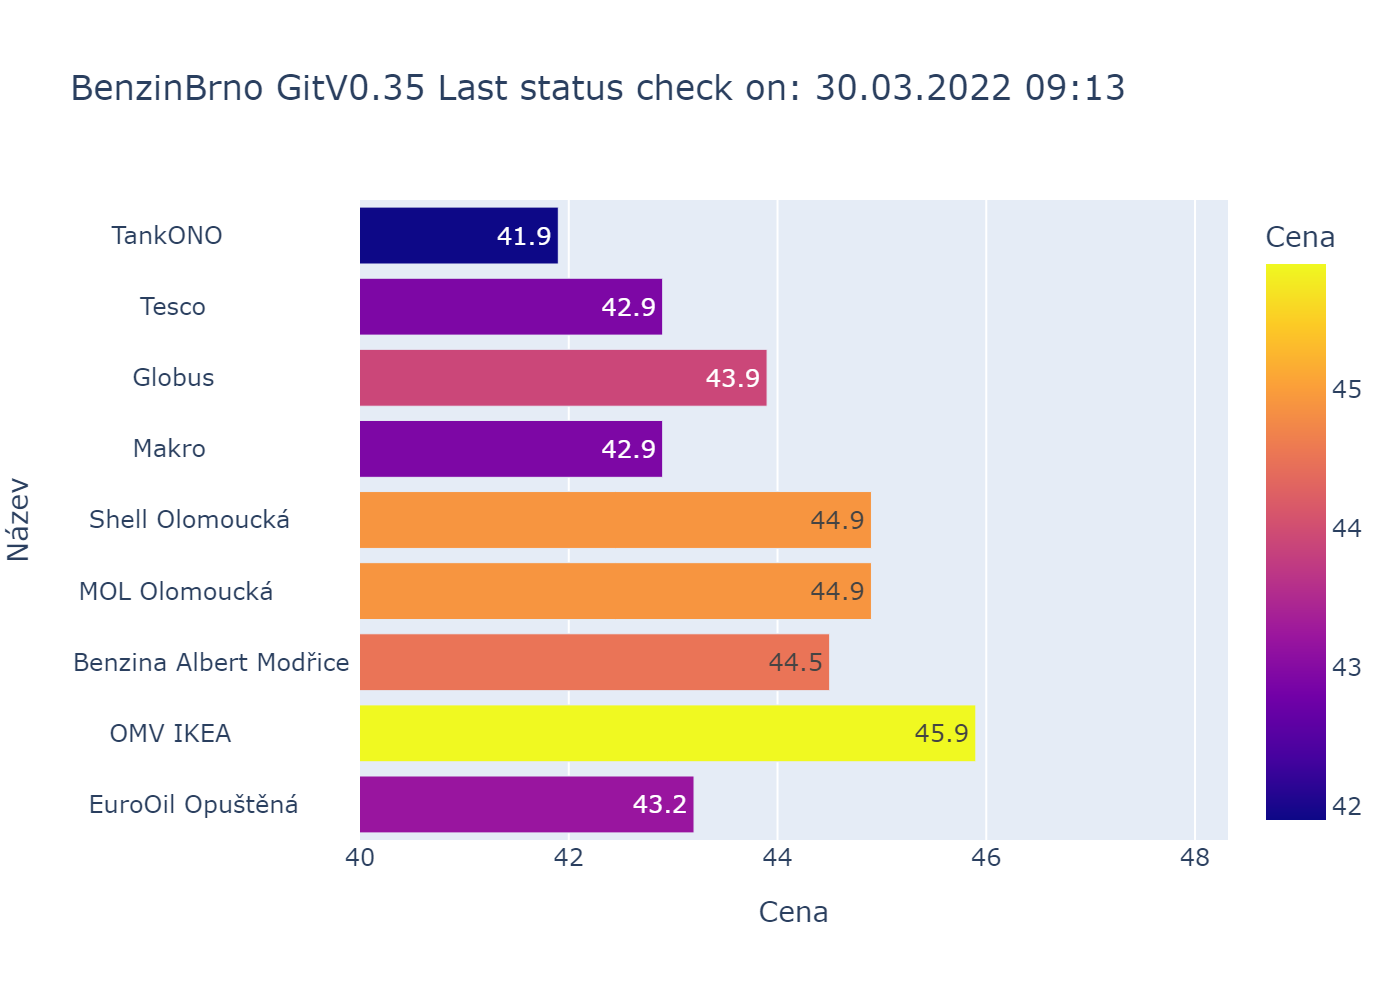 BenzinBrno GitV0.35 Last status check on: 30.03.2022 09:13
Název
TankONO 41.9
Tesco 42.9
Globus 43.9
Makro 42.9
Shell Olomoucká 44.9
MOL Olomoucká 44.9
Benzina Albert Modřice 44.5
OMV IKEA 45.9
EuroOil Opuštěná 43.2
40 42 44 46 48
Cena
Cena
45
44
43
42